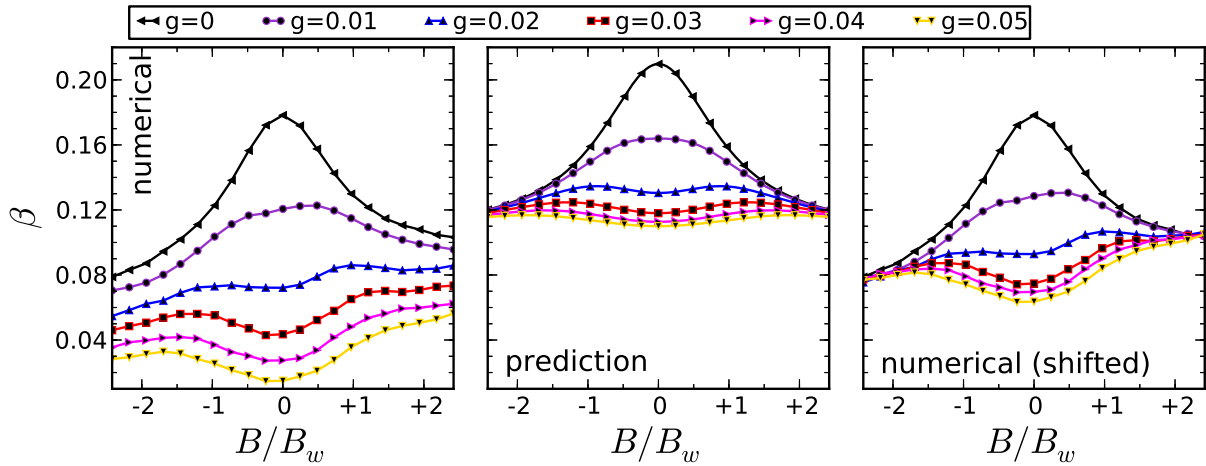 g=0 g=0.01 g=0.02 g=0.03 g=0.04 g=0.05
numerical
0.20
0.16
0.12
0.08
0.04
β
-2 -1 0 +1 +2
B/B_w
prediction
-2 -1 0 +1 +2
B/B_w
numerical (shifted)
-2 -1 0 +1 +2
B/B_w